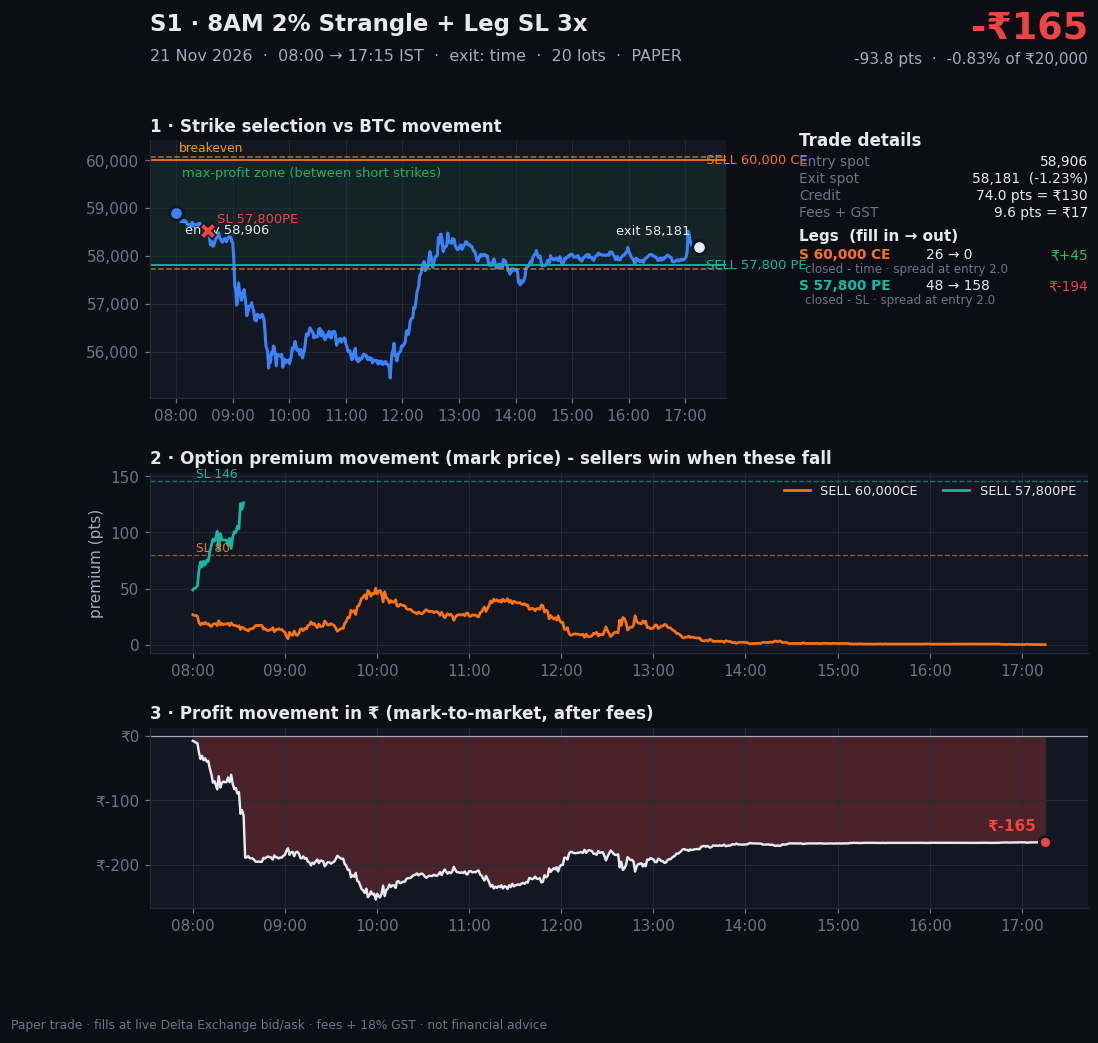 S1 · 8AM 2% Strangle + Leg SL 3x
-₹165
21 Nov 2026 · 08:00 → 17:15 IST · exit: time · 20 lots · PAPER
-93.8 pts · -0.83% of ₹20,000
1 · Strike selection vs BTC movement
breakeven
60,000
SELL 60,000 CE
max-profit zone (between short strikes)
59,000
SL 57,800PE
entry 58,906
exit 58,181
58,000
SELL 57,800 PE
57,000
56,000
08:00 09:00 10:00 11:00 12:00 13:00 14:00 15:00 16:00 17:00
Trade details
Entry spot 58,906
Exit spot 58,181 (-1.23%)
Credit 74.0 pts = ₹130
Fees + GST 9.6 pts = ₹17
Legs (fill in → out)
S 60,000 CE 26 → 0 ₹+45
closed - time · spread at entry 2.0
S 57,800 PE 48 → 158 ₹-194
closed - SL · spread at entry 2.0
2 · Option premium movement (mark price) - sellers win when these fall
150
SL 146
SELL 60,000CE SELL 57,800PE
100
SL 80
50
0
premium (pts)
08:00 09:00 10:00 11:00 12:00 13:00 14:00 15:00 16:00 17:00
3 · Profit movement in ₹ (mark-to-market, after fees)
₹0
₹-100
₹-165
₹-200
08:00 09:00 10:00 11:00 12:00 13:00 14:00 15:00 16:00 17:00
Paper trade · fills at live Delta Exchange bid/ask · fees + 18% GST · not financial advice